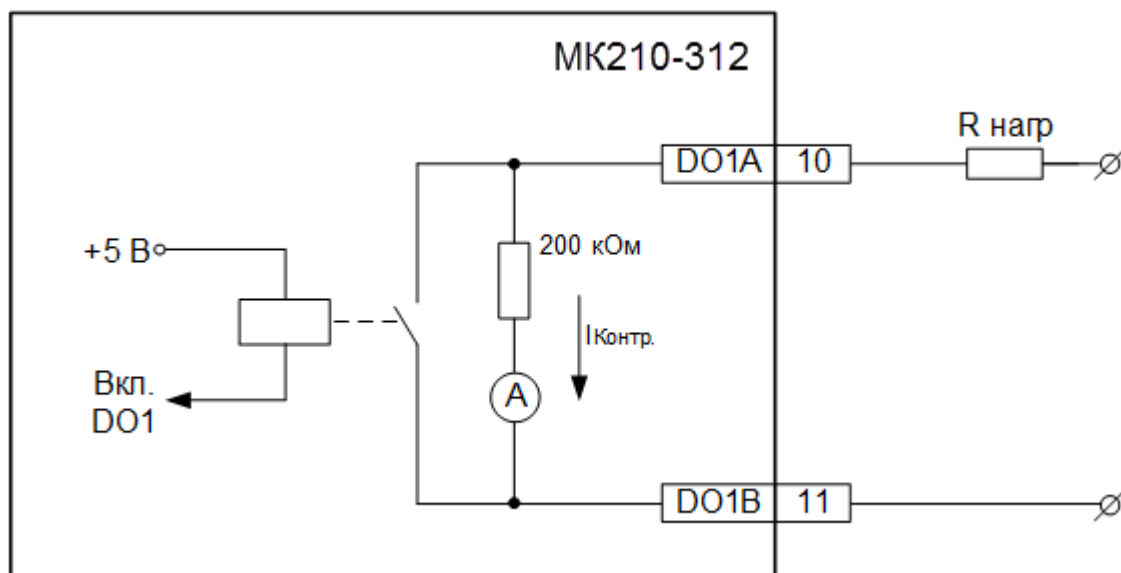 МК210-312
DO1A 10
R нагр
200 кОм
+5 В
Iконтр.
A
Вкл.
DO1
DO1B 11